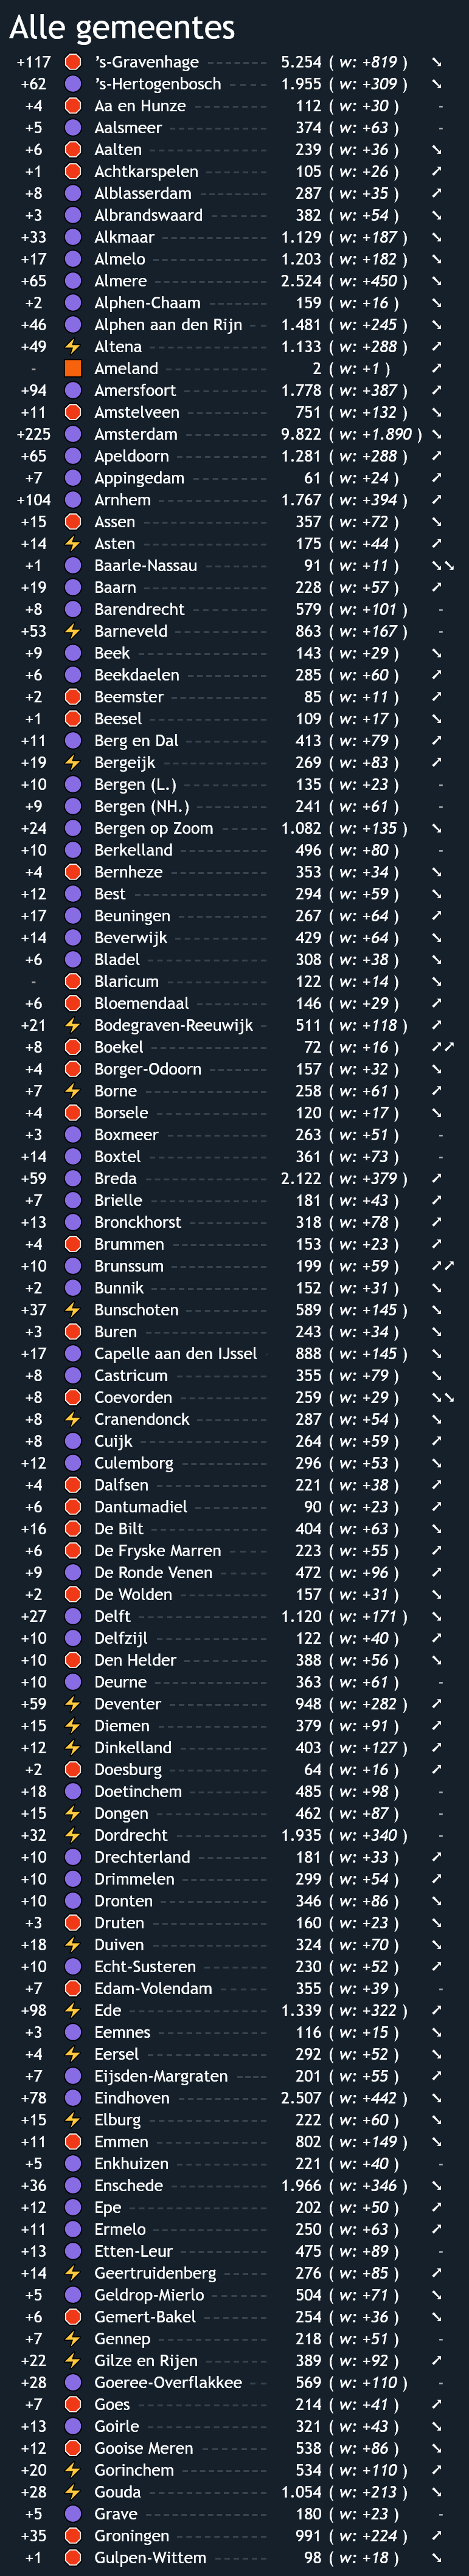 Alle gemeentes
+117 's-Gravenhage 5.254 ( w: +819 ) ↘
+62 's-Hertogenbosch 1.955 ( w: +309 ) ↘
+4 Aa en Hunze 112 ( w: +30 ) -
+5 Aalsmeer 374 ( w: +63 ) -
+6 Aalten 239 ( w: +36 ) ↘
+1 Achtkarspelen 105 ( w: +26 ) ↗
+8 Alblasserdam 287 ( w: +35 ) ↗
+3 Albrandswaard 382 ( w: +54 ) ↘
+33 Alkmaar 1.129 ( w: +187 ) ↘
+17 Almelo 1.203 ( w: +182 ) ↘
+65 Almere 2.524 ( w: +450 ) ↘
+2 Alphen-Chaam 159 ( w: +16 ) ↘
+46 Alphen aan den Rijn 1.481 ( w: +245 ) ↘
+49 Altena 1.133 ( w: +288 ) ↗
- Ameland 2 ( w: +1 ) ↗
+94 Amersfoort 1.778 ( w: +387 ) ↗
+11 Amstelveen 751 ( w: +132 ) ↘
+225 Amsterdam 9.822 ( w: +1.890 ) ↘
+65 Apeldoorn 1.281 ( w: +288 ) ↗
+7 Appingedam 61 ( w: +24 ) ↗
+104 Arnhem 1.767 ( w: +394 ) ↗
+15 Assen 357 ( w: +72 ) ↘
+14 Asten 175 ( w: +44 ) ↗
+1 Baarle-Nassau 91 ( w: +11 ) ↘↘
+19 Baarn 228 ( w: +57 ) ↗
+8 Barendrecht 579 ( w: +101 ) -
+53 Barneveld 863 ( w: +167 ) -
+9 Beek 143 ( w: +29 ) ↘
+6 Beekdaelen 285 ( w: +60 ) ↗
+2 Beemster 85 ( w: +11 ) ↗
+1 Beesel 109 ( w: +17 ) ↘
+11 Berg en Dal 413 ( w: +79 ) ↗
+19 Bergeijk 269 ( w: +83 ) ↗
+10 Bergen (L.) 135 ( w: +23 ) -
+9 Bergen (NH.) 241 ( w: +61 ) -
+24 Bergen op Zoom 1.082 ( w: +135 ) ↘
+10 Berkelland 496 ( w: +80 ) -
+4 Bernheze 353 ( w: +34 ) ↘
+12 Best 294 ( w: +59 ) ↘
+17 Beuningen 267 ( w: +64 ) ↗
+14 Beverwijk 429 ( w: +64 ) ↘
+6 Bladel 308 ( w: +38 ) ↘
- Blaricum 122 ( w: +14 ) ↘
+6 Bloemendaal 146 ( w: +29 ) ↗
+21 Bodegraven-Reeuwijk 511 ( w: +118 ) ↗
+8 Boekel 72 ( w: +16 ) ↗↗
+4 Borger-Odoorn 157 ( w: +32 ) ↘
+7 Borne 258 ( w: +61 ) ↗
+4 Borsele 120 ( w: +17 ) ↘
+3 Boxmeer 263 ( w: +51 ) -
+14 Boxtel 361 ( w: +73 ) -
+59 Breda 2.122 ( w: +379 ) ↗
+7 Brielle 181 ( w: +43 ) ↗
+13 Bronckhorst 318 ( w: +78 ) ↗
+4 Brummen 153 ( w: +23 ) ↗
+10 Brunssum 199 ( w: +59 ) ↗↗
+2 Bunnik 152 ( w: +31 ) ↘
+37 Bunschoten 589 ( w: +145 ) ↘
+3 Buren 243 ( w: +34 ) ↘
+17 Capelle aan den IJssel 888 ( w: +145 ) ↘
+8 Castricum 355 ( w: +79 ) ↘
+8 Coevorden 259 ( w: +29 ) ↘↘
+8 Cranendonck 287 ( w: +54 ) ↘
+8 Cuijk 264 ( w: +59 ) ↗
+12 Culemborg 296 ( w: +53 ) ↘
+4 Dalfsen 221 ( w: +38 ) ↗
+6 Dantumadiel 90 ( w: +23 ) ↗
+16 De Bilt 404 ( w: +63 ) ↘
+6 De Fryske Marren 223 ( w: +55 ) ↗
+9 De Ronde Venen 472 ( w: +96 ) ↗
+2 De Wolden 157 ( w: +31 ) ↘
+27 Delft 1.120 ( w: +171 ) ↘
+10 Delfzijl 122 ( w: +40 ) ↗
+10 Den Helder 388 ( w: +56 ) ↘
+10 Deurne 363 ( w: +61 ) -
+59 Deventer 948 ( w: +282 ) ↗
+15 Diemen 379 ( w: +91 ) ↗
+12 Dinkelland 403 ( w: +127 ) ↗
+2 Doesburg 64 ( w: +16 ) ↗
+18 Doetinchem 485 ( w: +98 ) -
+15 Dongen 462 ( w: +87 ) -
+32 Dordrecht 1.935 ( w: +340 ) -
+10 Drechterland 181 ( w: +33 ) ↗
+10 Drimmelen 299 ( w: +54 ) ↗
+10 Dronten 346 ( w: +86 ) ↘
+3 Druten 160 ( w: +23 ) ↘
+18 Duiven 324 ( w: +70 ) ↘
+10 Echt-Susteren 230 ( w: +52 ) ↗
+7 Edam-Volendam 355 ( w: +39 ) -
+98 Ede 1.339 ( w: +322 ) ↗
+3 Eemnes 116 ( w: +15 ) ↘
+4 Eersel 292 ( w: +52 ) ↘
+7 Eijsden-Margraten 201 ( w: +55 ) ↗
+78 Eindhoven 2.507 ( w: +442 ) ↘
+15 Elburg 222 ( w: +60 ) ↘
+11 Emmen 802 ( w: +149 ) ↘
+5 Enkhuizen 221 ( w: +40 ) -
+36 Enschede 1.966 ( w: +346 ) ↘
+12 Epe 202 ( w: +50 ) ↗
+11 Ermelo 250 ( w: +63 ) ↗
+13 Etten-Leur 475 ( w: +89 ) -
+14 Geertruidenberg 276 ( w: +85 ) ↗
+5 Geldrop-Mierlo 504 ( w: +71 ) ↘
+6 Gemert-Bakel 254 ( w: +36 ) ↘
+7 Gennep 218 ( w: +51 ) -
+22 Gilze en Rijen 389 ( w: +92 ) ↗
+28 Goeree-Overflakkee 569 ( w: +110 ) -
+7 Goes 214 ( w: +41 ) ↗
+13 Goirle 321 ( w: +43 ) ↘
+12 Gooise Meren 538 ( w: +86 ) ↘
+20 Gorinchem 534 ( w: +110 ) ↗
+28 Gouda 1.054 ( w: +213 ) ↘
+5 Grave 180 ( w: +23 ) -
+35 Groningen 991 ( w: +224 ) ↗
+1 Gulpen-Wittem 98 ( w: +18 ) ↘